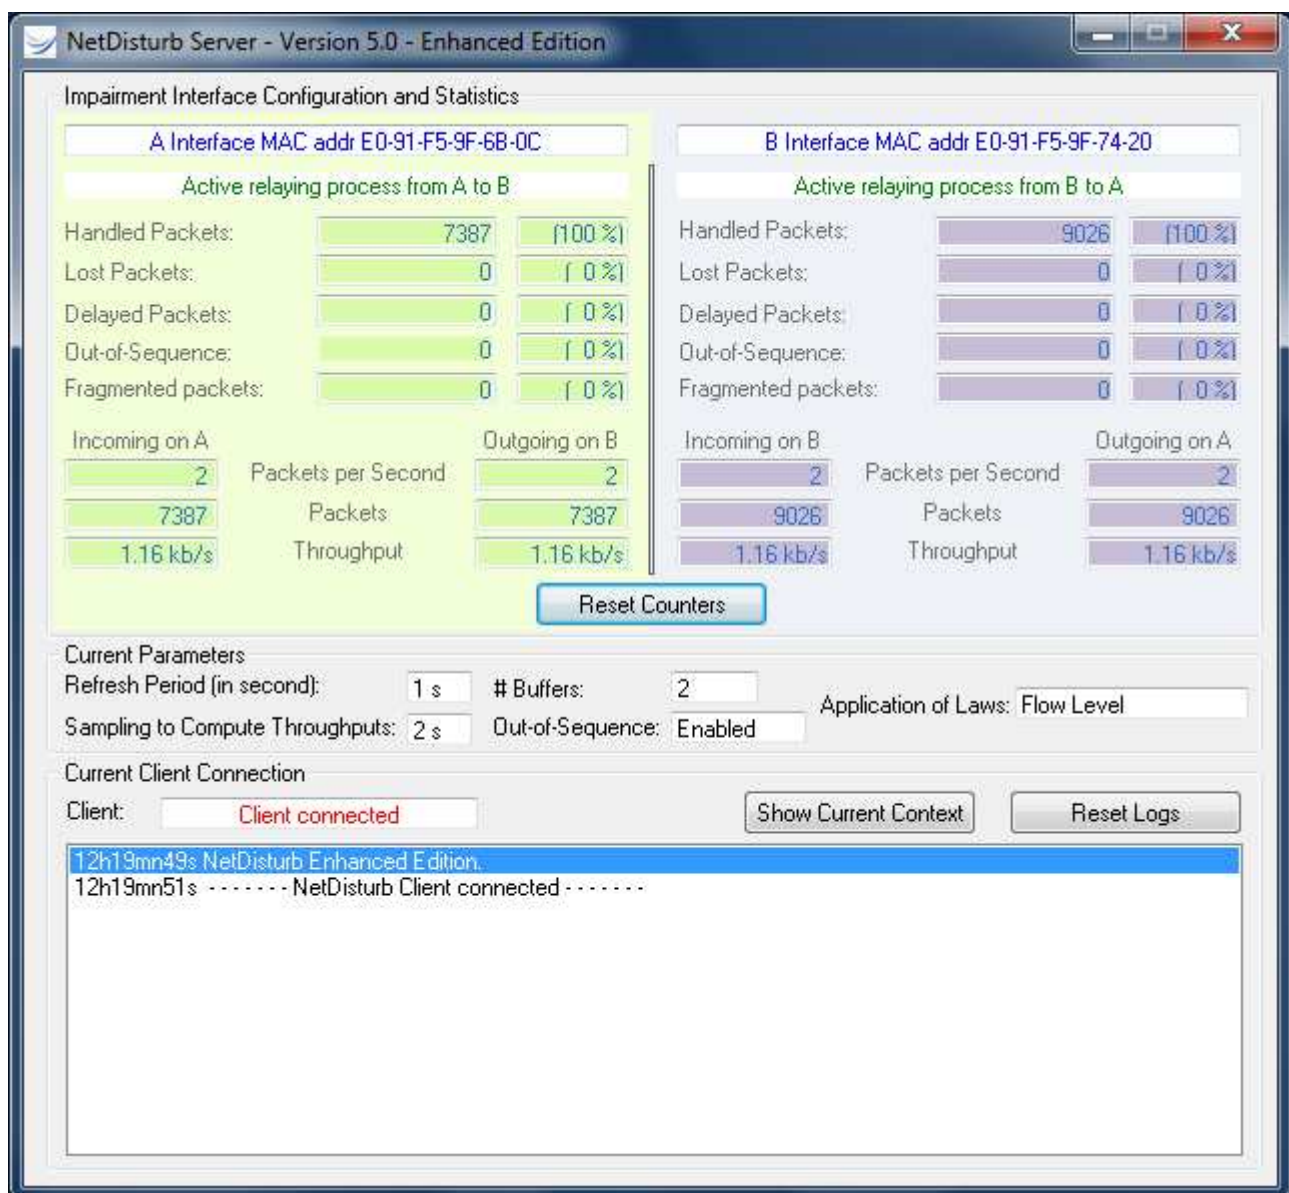 NetDisturb Server - Version 5.0 - Enhanced Edition
Impairment Interface Configuration and Statistics
A Interface MAC addr E0-91-F5-9F-6B-0C
Active relaying process from A to B
Handled Packets: 7387 (100 %)
Lost Packets: 0 ( 0 %)
Delayed Packets: 0 ( 0 %)
Out-of-Sequence: 0 ( 0 %)
Fragmented packets: 0 ( 0 %)
Incoming on A Outgoing on B
2 Packets per Second 2
7387 Packets 7387
1.16 kb/s Throughput 1.16 kb/s
B Interface MAC addr E0-91-F5-9F-74-20
Active relaying process from B to A
Handled Packets: 9026 (100 %)
Lost Packets: 0 ( 0 %)
Delayed Packets: 0 ( 0 %)
Out-of-Sequence: 0 ( 0 %)
Fragmented packets: 0 ( 0 %)
Incoming on B Outgoing on A
2 Packets per Second 2
9026 Packets 9026
1.16 kb/s Throughput 1.16 kb/s
Reset Counters
Current Parameters
Refresh Period (in second): 1 s # Buffers: 2
Application of Laws: Flow Level
Sampling to Compute Throughputs: 2 s Out-of-Sequence: Enabled
Current Client Connection
Client: Client connected Show Current Context Reset Logs
12h19mn49s NetDisturb Enhanced Edition.
12h19mn51s - - - - - - - NetDisturb Client connected - - - - - - -